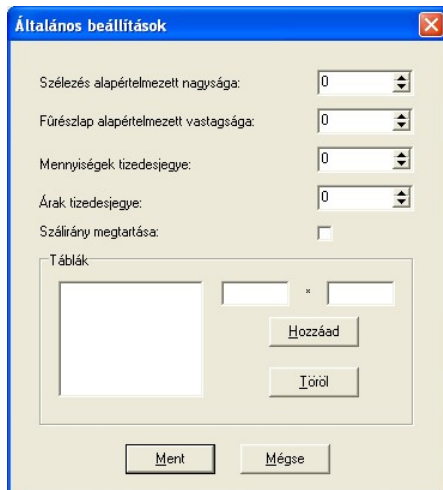 Általános beállítások
Szélezés alapértelmezett nagysága: 0
Fûrészlap alapértelmezett vastagsága: 0
Mennyiségek tizedesjegye: 0
Árak tizedesjegye: 0
Szálirány megtartása:
Táblák
*
Hozzáad
Töröl
Ment Mégse